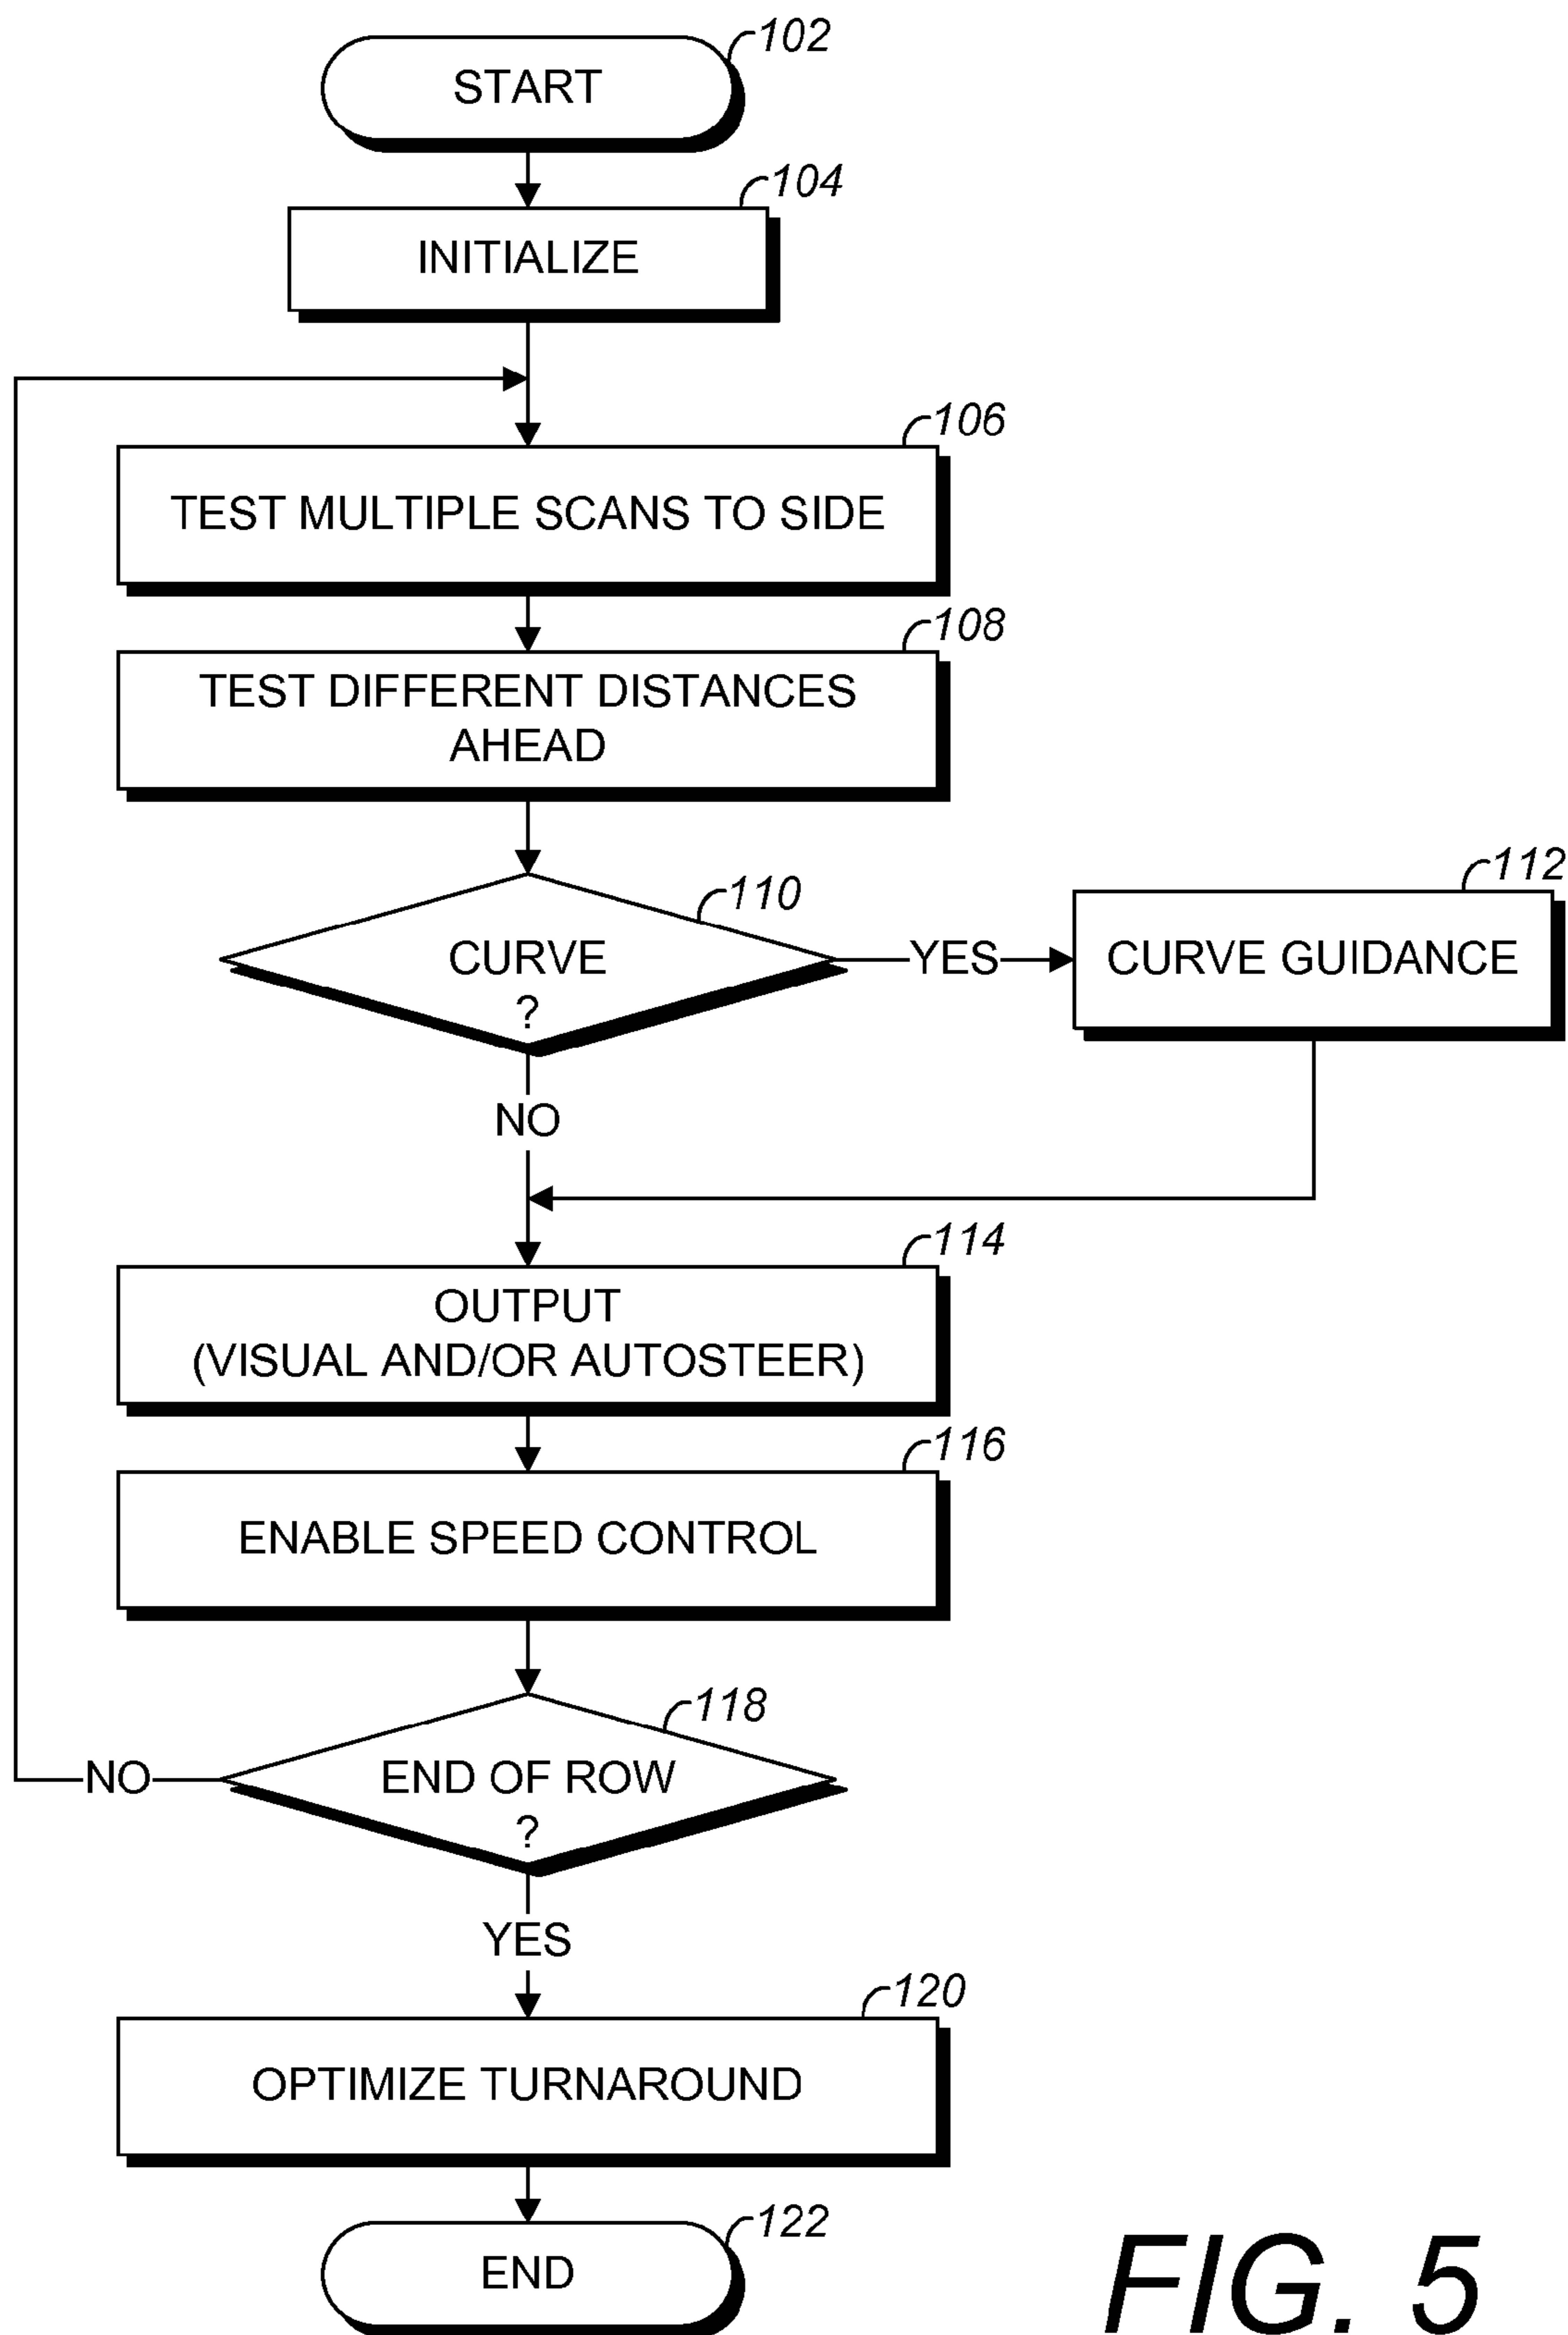 102
START
104
INITIALIZE
106
TEST MULTIPLE SCANS TO SIDE
108
TEST DIFFERENT DISTANCES
AHEAD
110
CURVE
?
YES
112
CURVE GUIDANCE
NO
114
OUTPUT
(VISUAL AND/OR AUTOSTEER)
116
ENABLE SPEED CONTROL
118
END OF ROW
?
NO
YES
120
OPTIMIZE TURNAROUND
122
END
FIG. 5